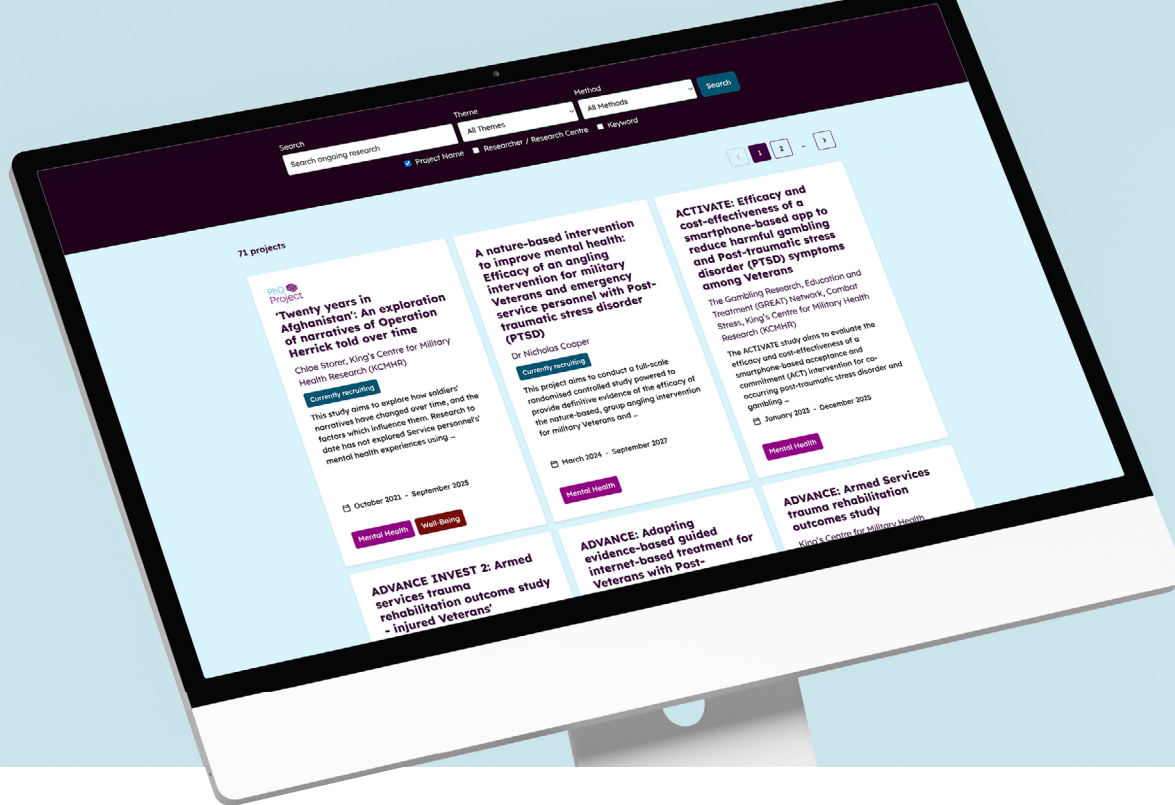 Search
Theme
Method
Search ongoing research
All Themes
All Methods
Search
Project Name
Researcher / Research Centre
Keyword
71 projects
1
2
PhD
Project
'Twenty years in
Afghanistan': An exploration
of narratives of Operation
Herrick told over time
Chloe Storer, King's Centre for Military
Health Research (KCMHR)
Currently recruiting
This study aims to explore how soldiers'
narratives have changed over time, and the
factors which influence them. Research to
date has not explored Service personnel's'
mental health experiences using ...
October 2021 - September 2025
Mental Health
Well-Being
A nature-based intervention
to improve mental health:
Efficacy of an angling
intervention for military
Veterans and emergency
service personnel with Post-
traumatic stress disorder
(PTSD)
Dr Nicholas Cooper
Currently recruiting
This project aims to conduct a full-scale
randomised controlled study powered to
provide definitive evidence of the efficacy of
the nature-based, group angling intervention
for military Veterans and ...
March 2024 - September 2027
Mental Health
ACTIVATE: Efficacy and
cost-effectiveness of a
smartphone-based app to
reduce harmful gambling
and Post-traumatic stress
disorder (PTSD) symptoms
among Veterans
The Gambling Research, Education and
Treatment (GREAT) Network, Combat
Stress, King's Centre for Military Health
Research (KCMHR)
The ACTIVATE study aims to evaluate the
efficacy and cost-effectiveness of a
smartphone-based acceptance and
commitment (ACT) intervention for co-
occurring post-traumatic stress disorder and
gambling ...
January 2023 - December 2025
Mental Health
ADVANCE INVEST 2: Armed
services trauma
rehabilitation outcome study
- injured Veterans'
ADVANCE: Adapting
evidence-based guided
internet-based treatment for
Veterans with Post-
ADVANCE: Armed Services
trauma rehabilitation
outcomes study
King's Centre for Military Health